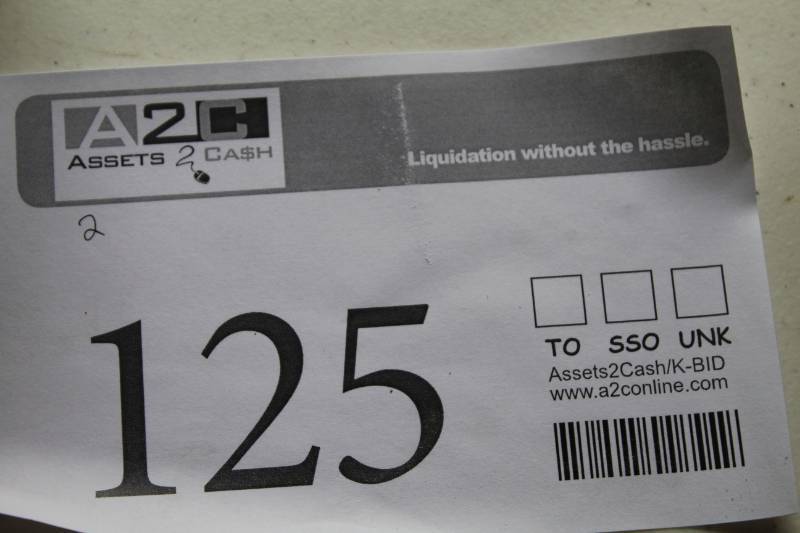 A2C
ASSETS 2 CA$H
Liquidation without the hassle.
2
125
TO SSO UNK
Assets2Cash/K-BID
www.a2conline.com